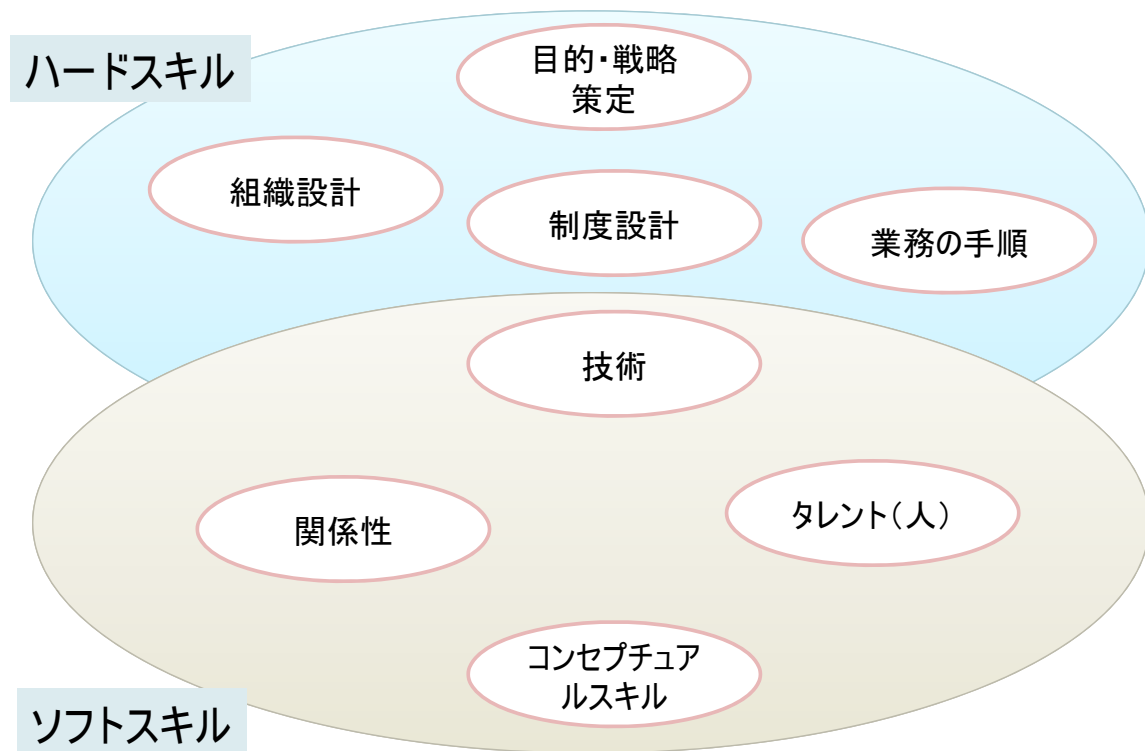 ハードスキル
目的・戦略
策定
組織設計
制度設計
業務の手順
技術
関係性
タレント（人）
コンセプチュア
ルスキル
ソフトスキル